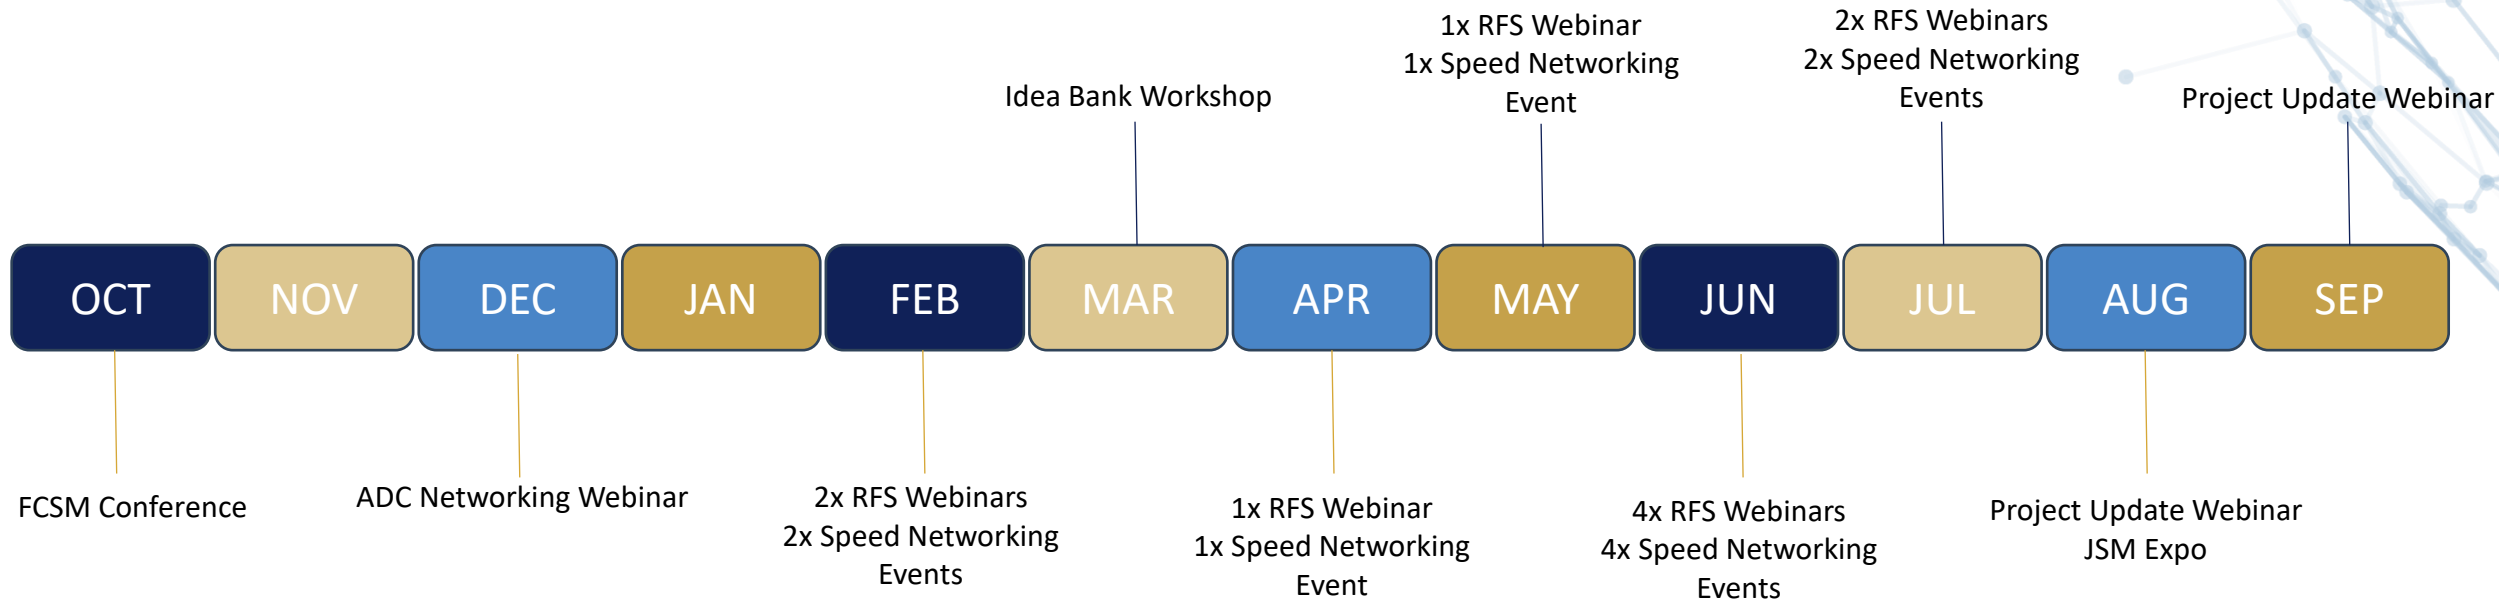 1x RFS Webinar
1x Speed Networking
Event
2x RFS Webinars
2x Speed Networking
Events
Idea Bank Workshop
Project Update Webinar
OCT
NOV
DEC
JAN
FEB
MAR
APR
MAY
JUN
JUL
AUG
SEP
FCSM Conference
ADC Networking Webinar
2x RFS Webinars
2x Speed Networking
Events
1x RFS Webinar
1x Speed Networking
Event
4x RFS Webinars
4x Speed Networking
Events
Project Update Webinar
JSM Expo